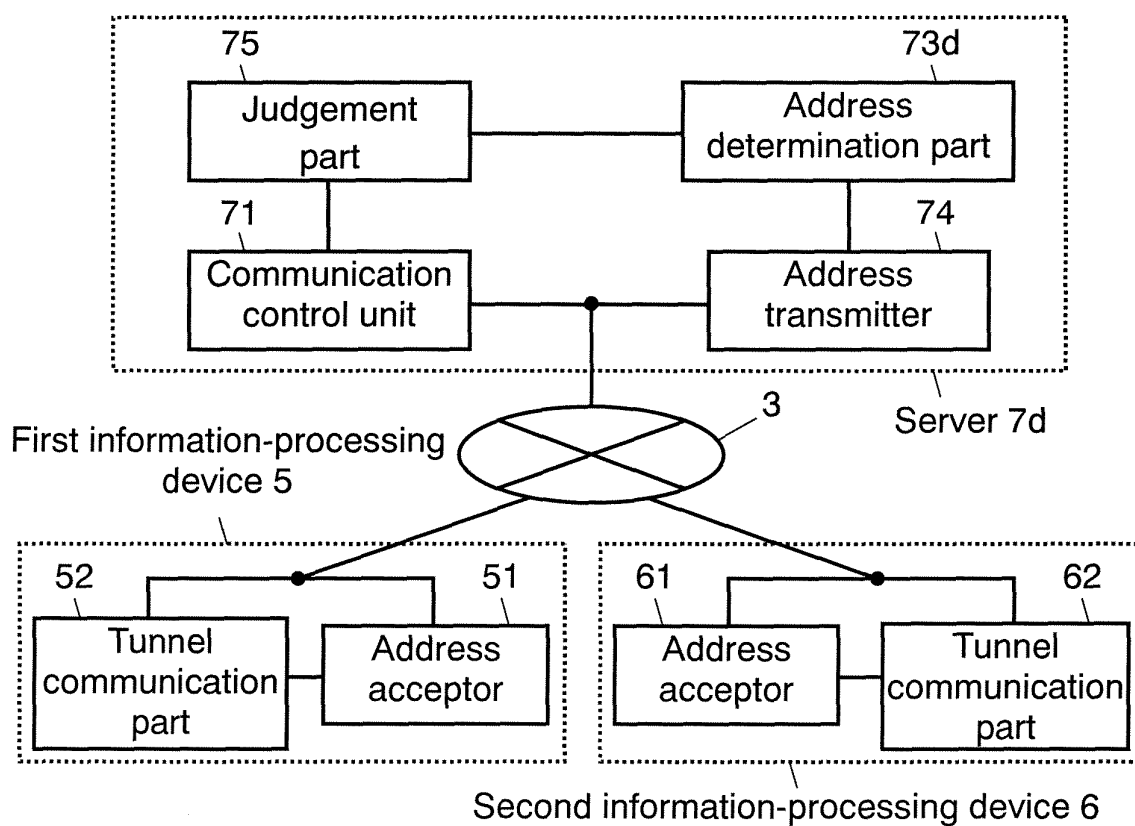 75
73d
Judgement
part
Address
determination part
71
74
Communication
control unit
Address
transmitter
3
Server 7d
First information-processing
device 5
52
51
61
62
Tunnel
communication
part
Address
acceptor
Address
acceptor
Tunnel
communication
part
Second information-processing device 6